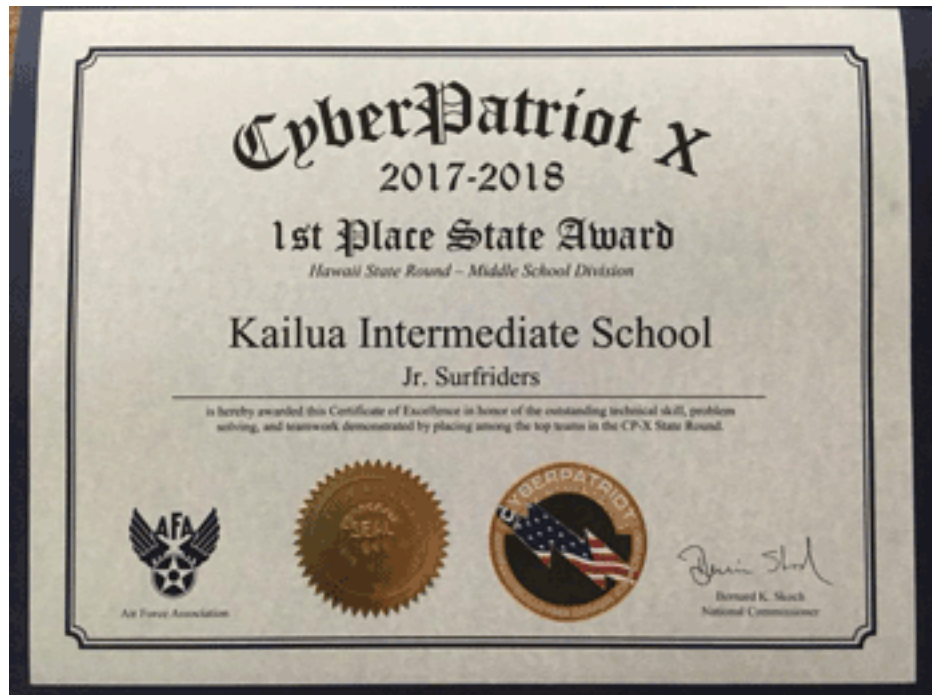 CyberPatriot X
2017-2018
1st Place State Award
Hawaii State Round – Middle School Division
Kailua Intermediate School
Jr. Surfriders
is hereby awarded this Certificate of Excellence in honor of the outstanding technical skill, problem
solving, and teamwork demonstrated by placing among the top teams in the CP-X State Round.
AFA
Air Force Association
CYBERPATRIOT
Bernard K. Skoch
National Commissioner